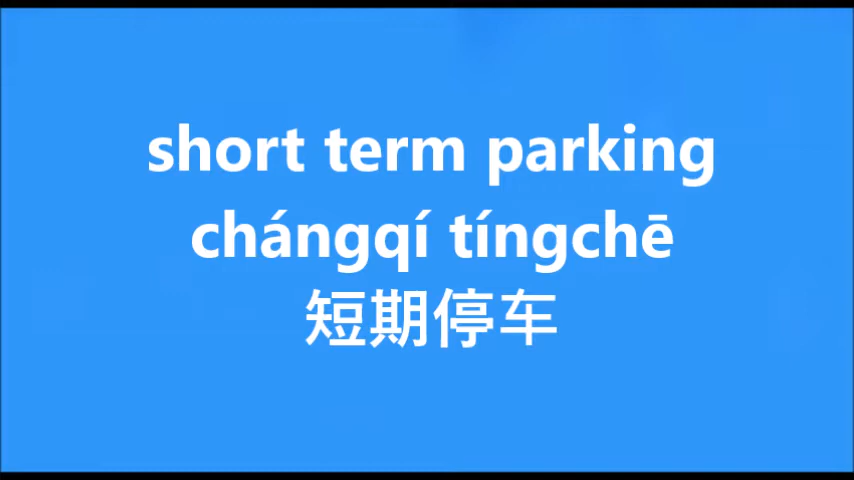 short term parking
chángqí tíngchē
短期停车